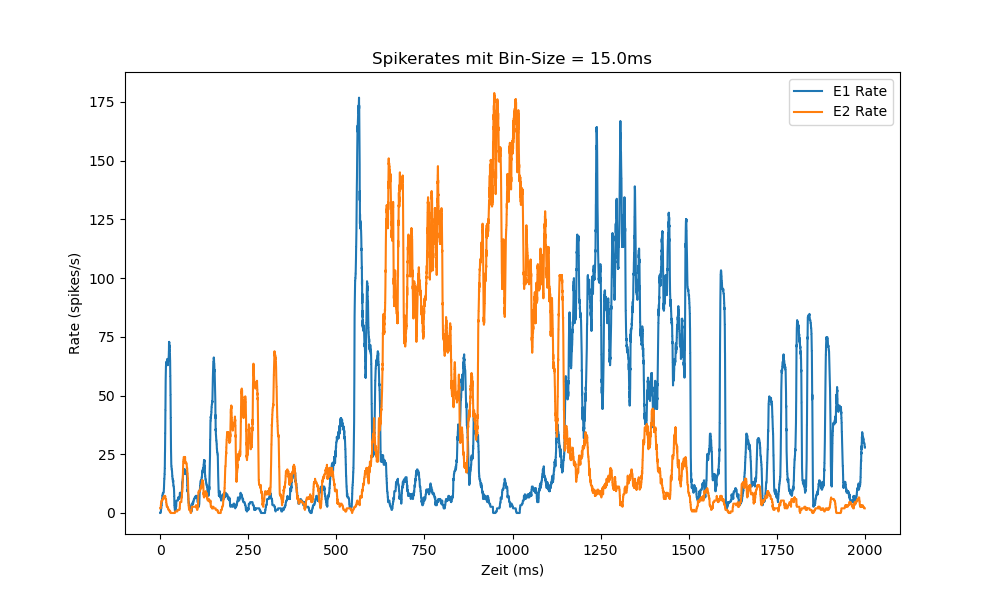 Spikerates mit Bin-Size = 15.0ms
E1 Rate
E2 Rate
175
150
125
100
75
50
25
0
Rate (spikes/s)
0 250 500 750 1000 1250 1500 1750 2000
Zeit (ms)